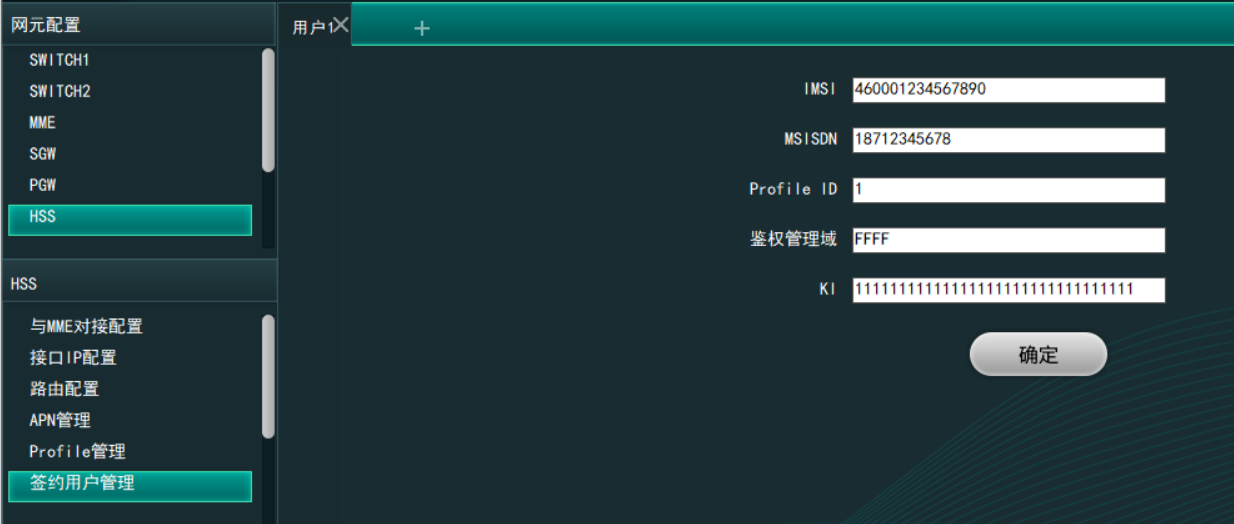 网元配置
SWITCH1
SWITCH2
MME
SGW
PGW
HSS
HSS
与MME对接配置
接口IP配置
路由配置
APN管理
Profile管理
签约用户管理
用户1
+
IMSI 460001234567890
MSISDN 18712345678
Profile ID 1
鉴权管理域 FFFF
KI 11111111111111111111111111111111
确定